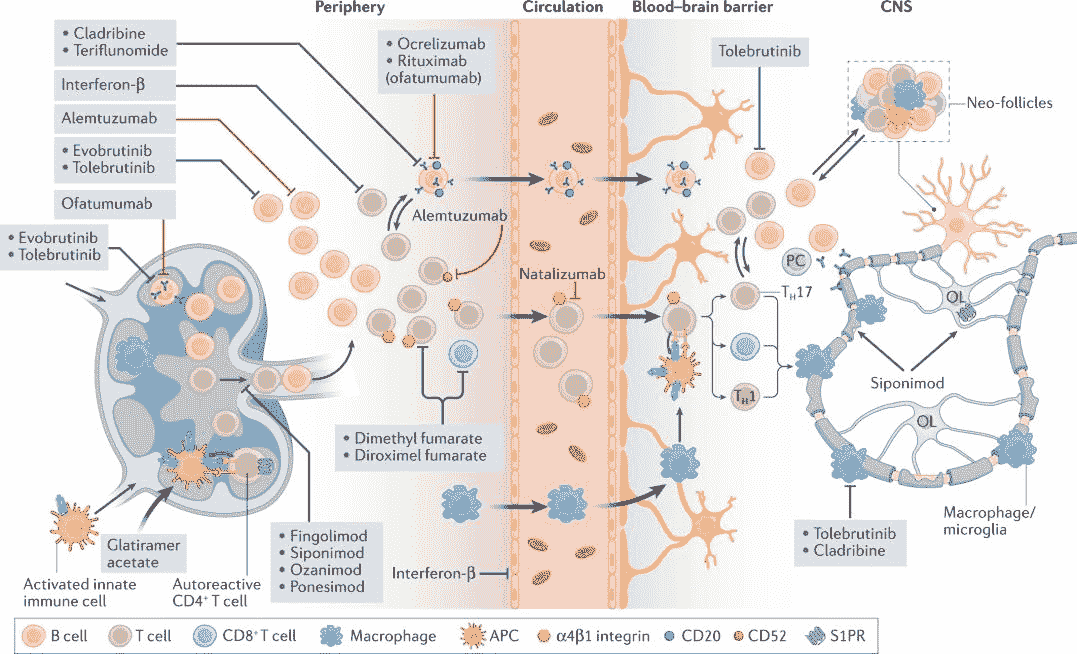 Periphery
Circulation
Blood–brain barrier
CNS
• Cladribine
• Teriflunomide
Interferon-β
Alemtuzumab
• Evobrutinib
• Tolebrutinib
Ofatumumab
• Evobrutinib
• Tolebrutinib
• Ocrelizumab
• Rituximab
(ofatumumab)
Tolebrutinib
Neo-follicles
Alemtuzumab
Natalizumab
PC
TH17
TH1
OL
Siponimod
OL
• Dimethyl fumarate
• Diroximel fumarate
Macrophage/
microglia
• Tolebrutinib
• Cladribine
Glatiramer
acetate
• Fingolimod
• Siponimod
• Ozanimod
• Ponesimod
Interferon-β
Activated innate
immune cell
Autoreactive
CD4⁺ T cell
B cell
T cell
CD8⁺ T cell
Macrophage
APC
α4β1 integrin
CD20
CD52
S1PR